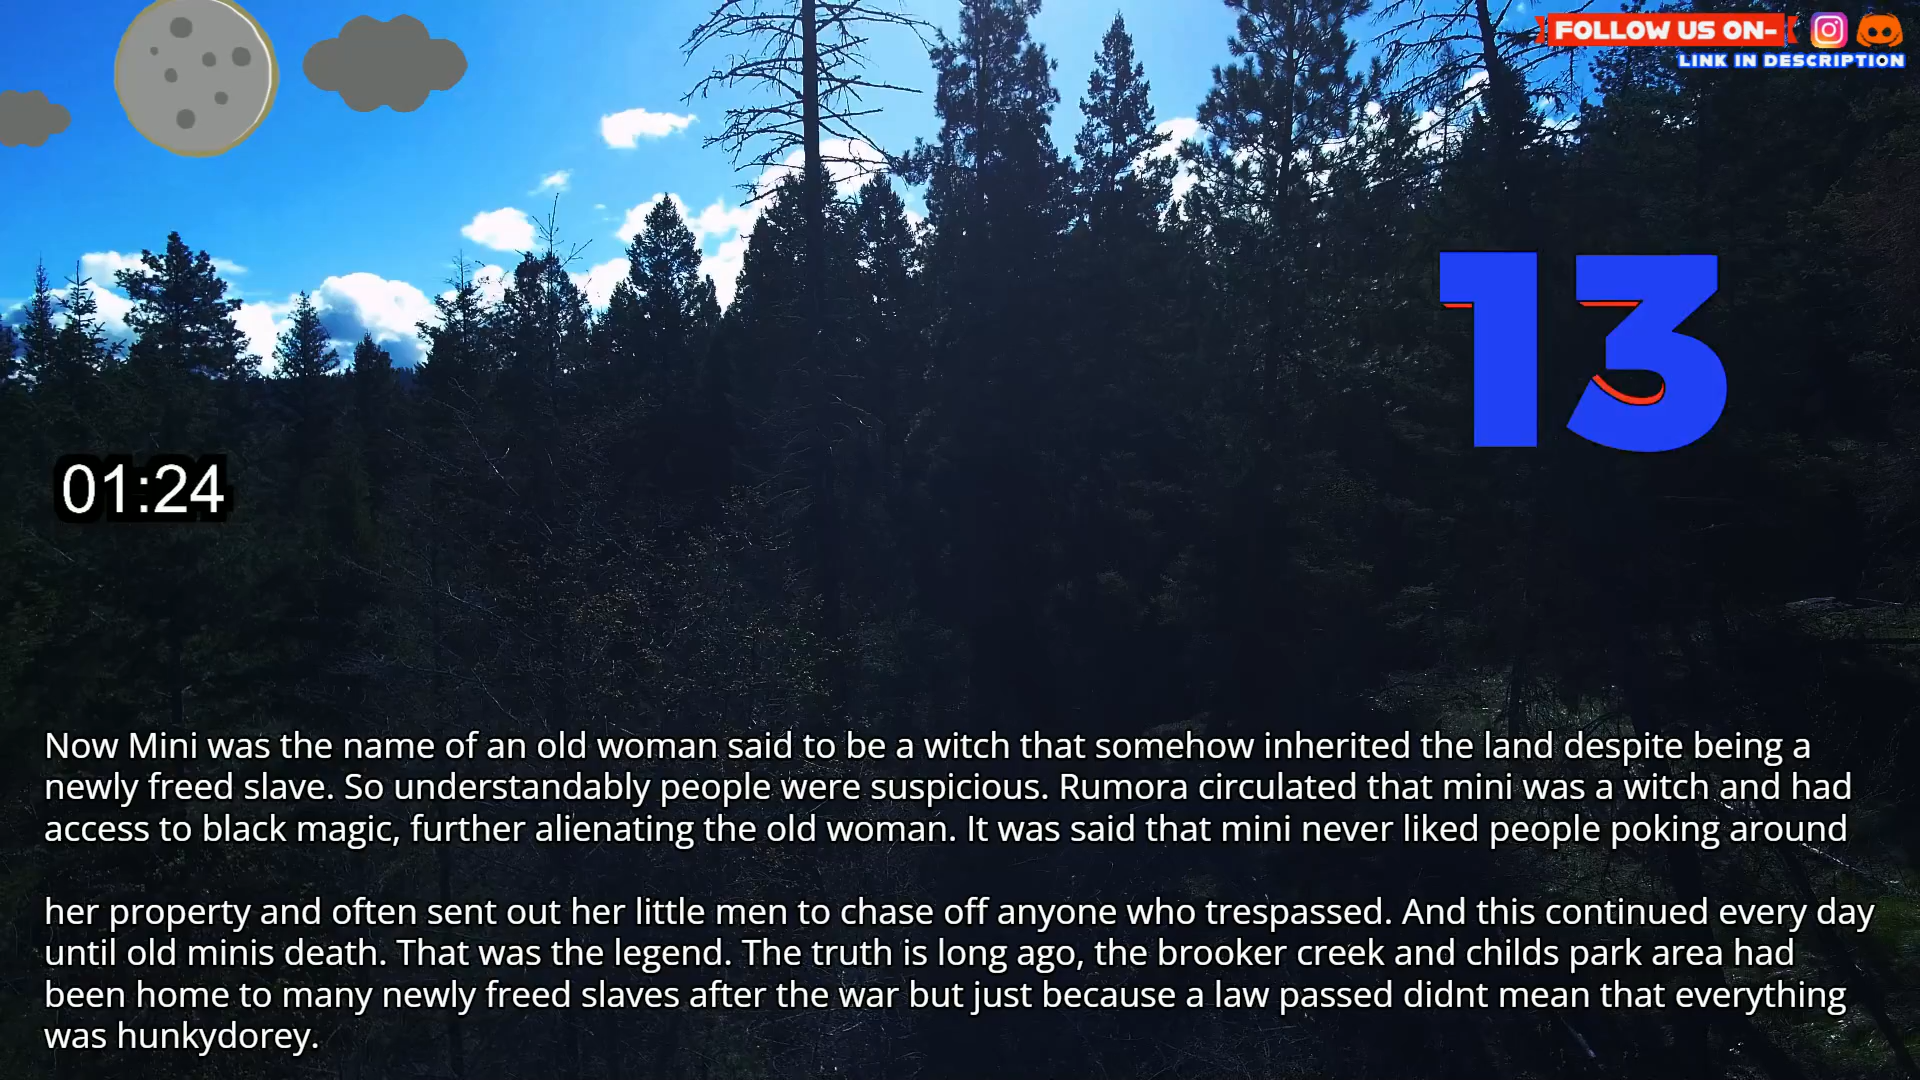 FOLLOW US ON-
LINK IN DESCRIPTION
13
01:24
Now Mini was the name of an old woman said to be a witch that somehow inherited the land despite being a
newly freed slave. So understandably people were suspicious. Rumora circulated that mini was a witch and had
access to black magic, further alienating the old woman. It was said that mini never liked people poking around
her property and often sent out her little men to chase off anyone who trespassed. And this continued every day
until old minis death. That was the legend. The truth is long ago, the brooker creek and childs park area had
been home to many newly freed slaves after the war but just because a law passed didnt mean that everything
was hunkydorey.